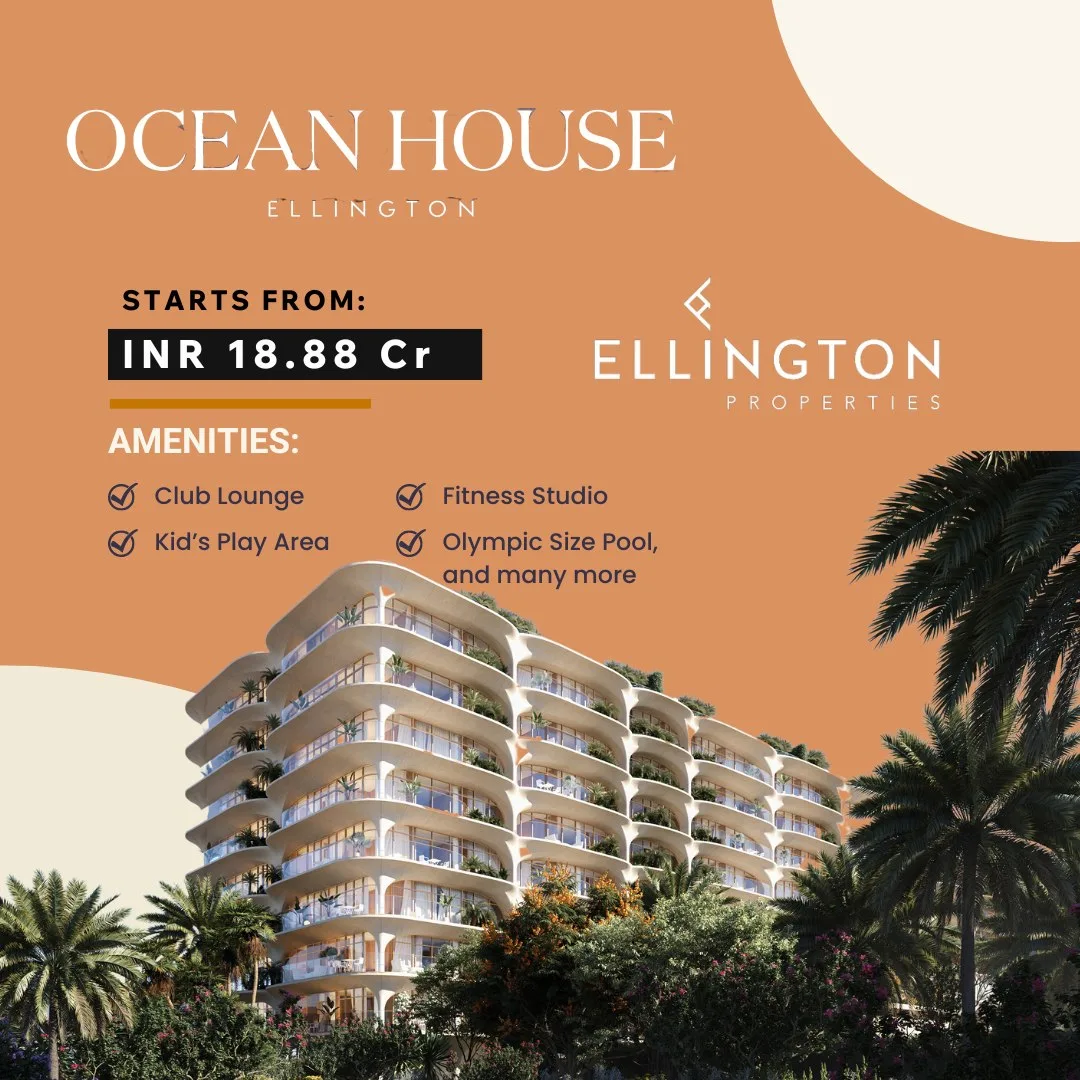 OCEAN HOUSE
ELLINGTON
STARTS FROM:
INR 18.88 Cr
ELLINGTON
PROPERTIES
AMENITIES:
Club Lounge
Fitness Studio
Kid's Play Area
Olympic Size Pool,
and many more